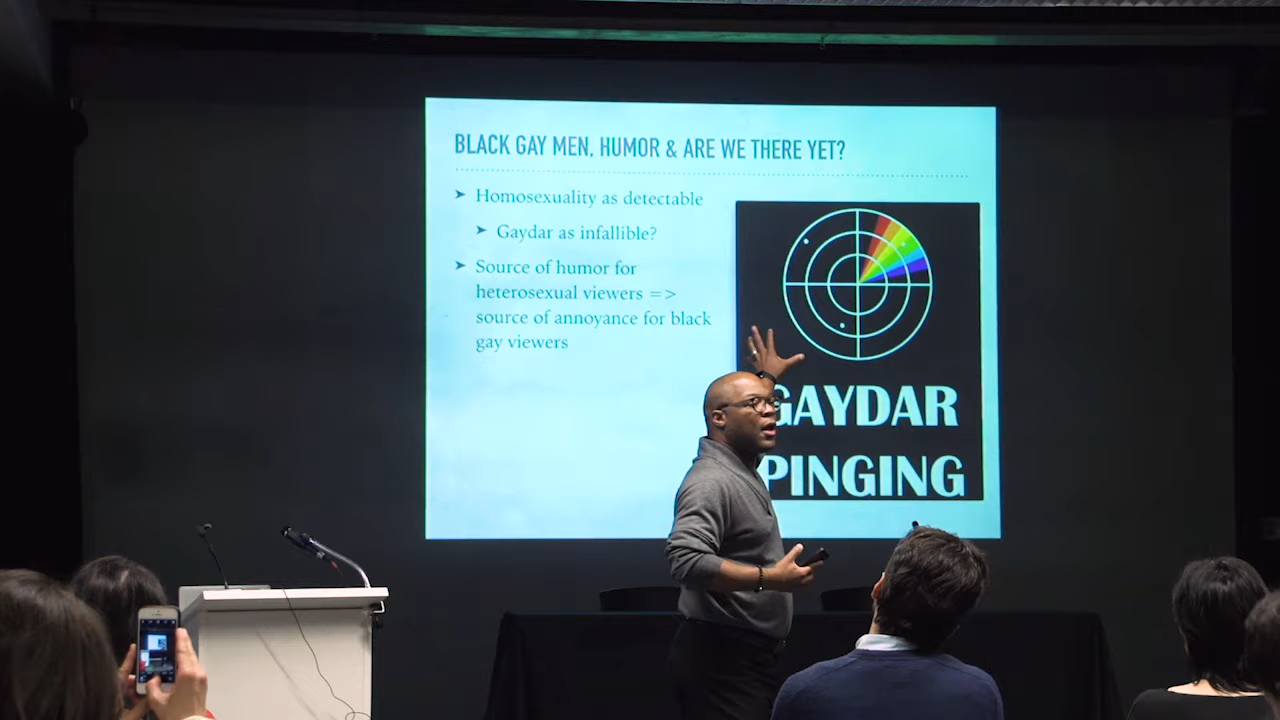 BLACK GAY MEN, HUMOR & ARE WE THERE YET?
➤ Homosexuality as detectable
➤ Gaydar as infallible?
➤ Source of humor for
heterosexual viewers =>
source of annoyance for black
gay viewers
GAYDAR
PINGING